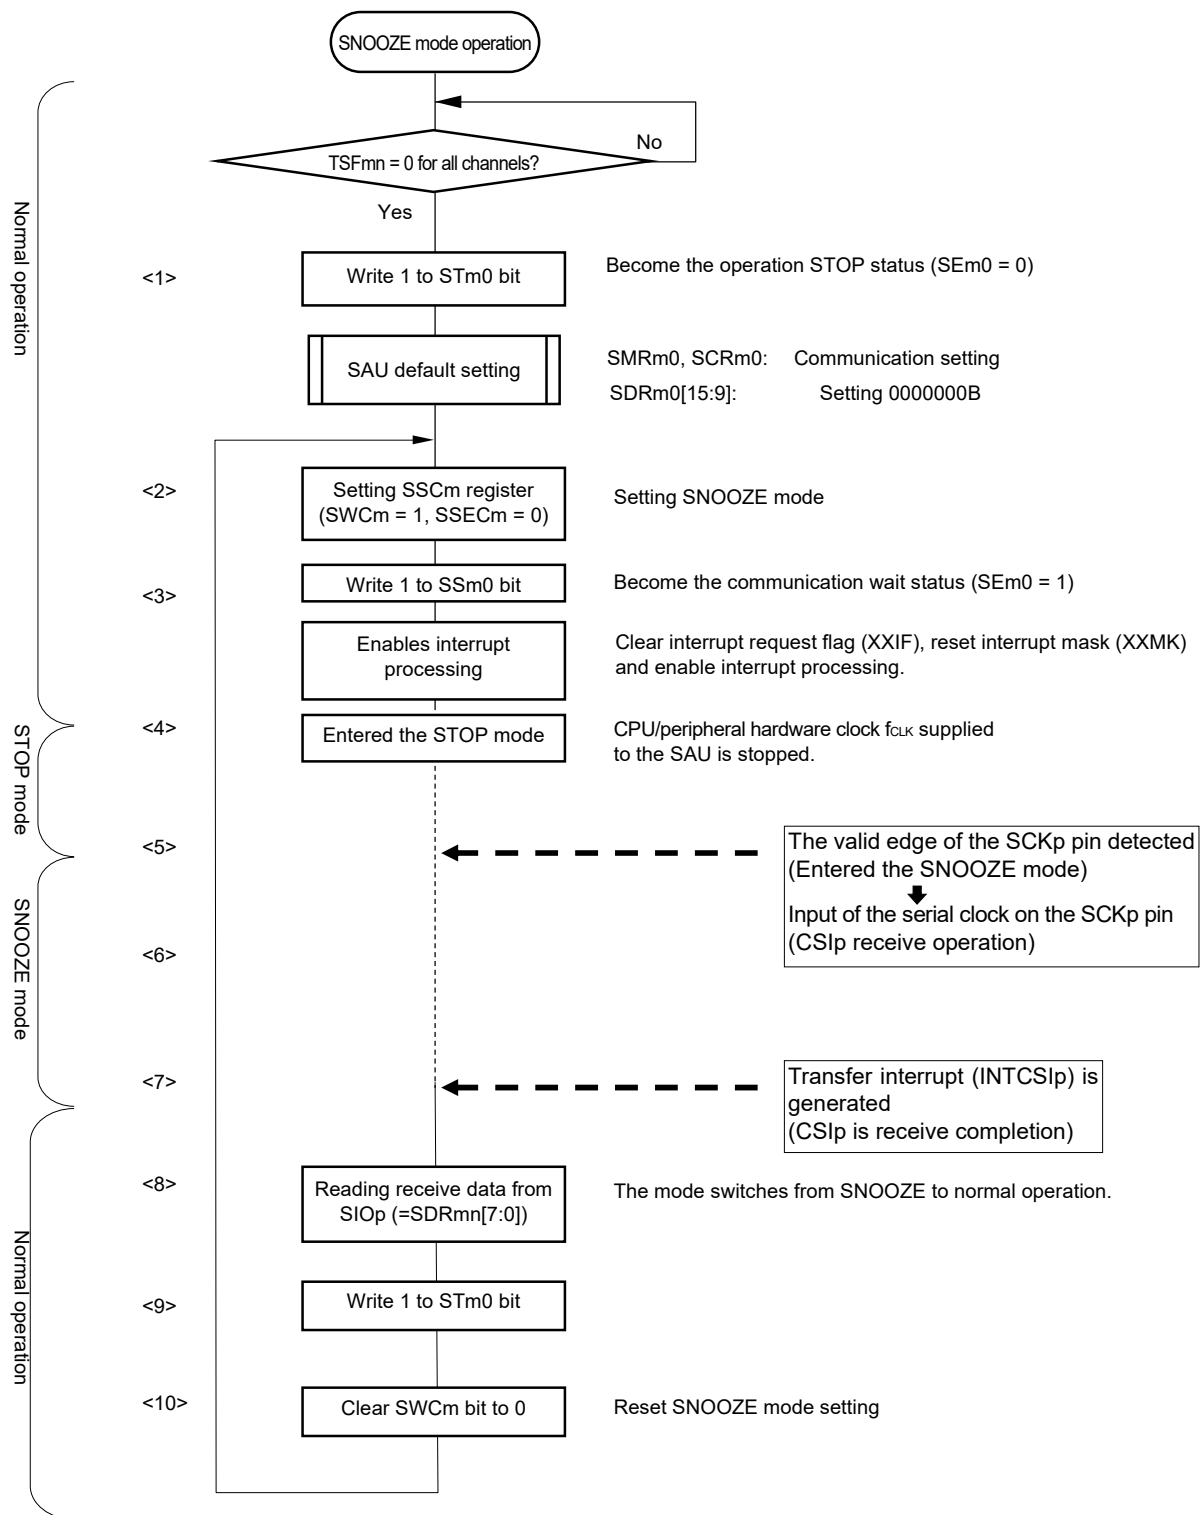 SNOOZE mode operation
No
TSFmn = 0 for all channels?
Yes
Normal operation
<1>
Write 1 to STm0 bit
Become the operation STOP status (SEm0 = 0)
SAU default setting
SMRm0, SCRm0: Communication setting
SDRm0[15:9]: Setting 0000000B
<2>
Setting SSCm register
(SWCm = 1, SSECm = 0)
Setting SNOOZE mode
<3>
Write 1 to SSm0 bit
Become the communication wait status (SEm0 = 1)
Enables interrupt
processing
Clear interrupt request flag (XXIF), reset interrupt mask (XXMK)
and enable interrupt processing.
STOP mode
<4>
Entered the STOP mode
CPU/peripheral hardware clock fCLK supplied
to the SAU is stopped.
<5>
The valid edge of the SCKp pin detected
(Entered the SNOOZE mode)
Input of the serial clock on the SCKp pin
(CSIp receive operation)
SNOOZE mode
<6>
<7>
Transfer interrupt (INTCSIp) is
generated
(CSIp is receive completion)
Normal operation
<8>
Reading receive data from
SIOp (=SDRmn[7:0])
The mode switches from SNOOZE to normal operation.
<9>
Write 1 to STm0 bit
<10>
Clear SWCm bit to 0
Reset SNOOZE mode setting